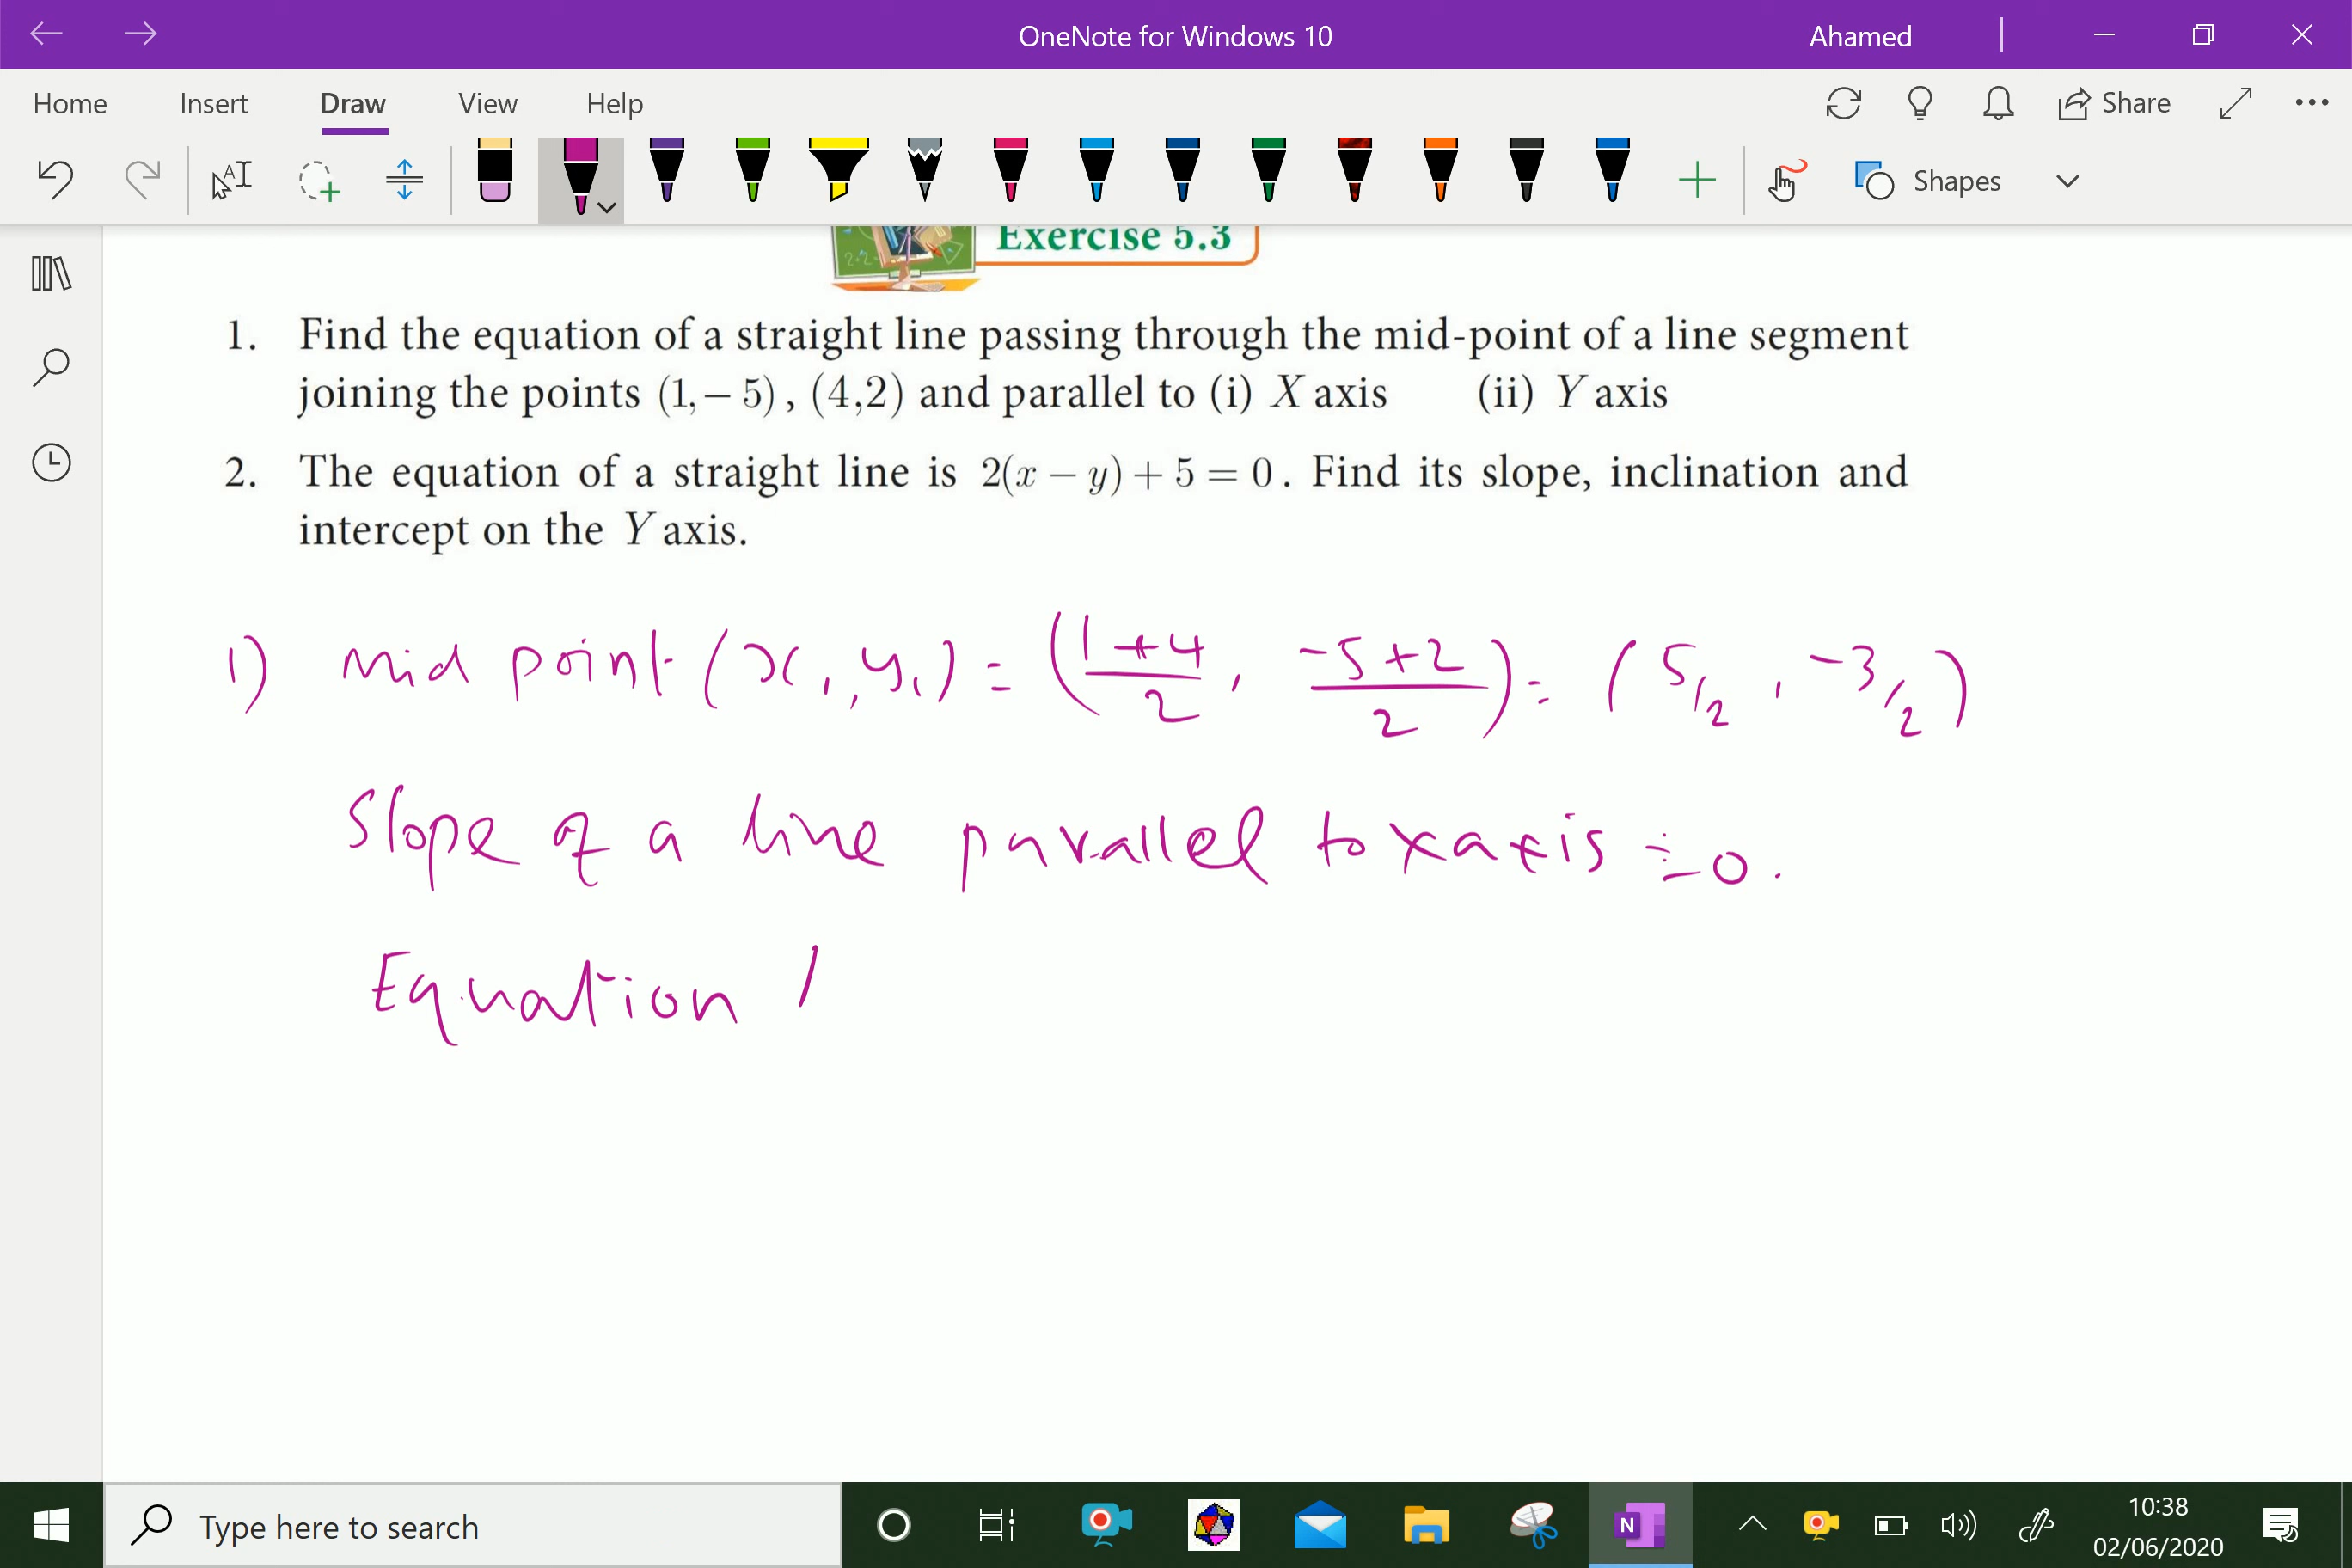 OneNote for Windows 10 Ahamed
Home Insert Draw View Help Share
Shapes
Exercise 5.3
1. Find the equation of a straight line passing through the mid-point of a line segment
joining the points (1,– 5) , (4,2) and parallel to (i) X axis (ii) Y axis
2. The equation of a straight line is 2(x − y) + 5 = 0 . Find its slope, inclination and
intercept on the Y axis.
1) Mid point (x₁, y₁) = (1+4/2, -5+2/2) = (5/2, -3/2)
Slope of a line parallel to x axis = 0.
Equation
Type here to search
10:38
02/06/2020